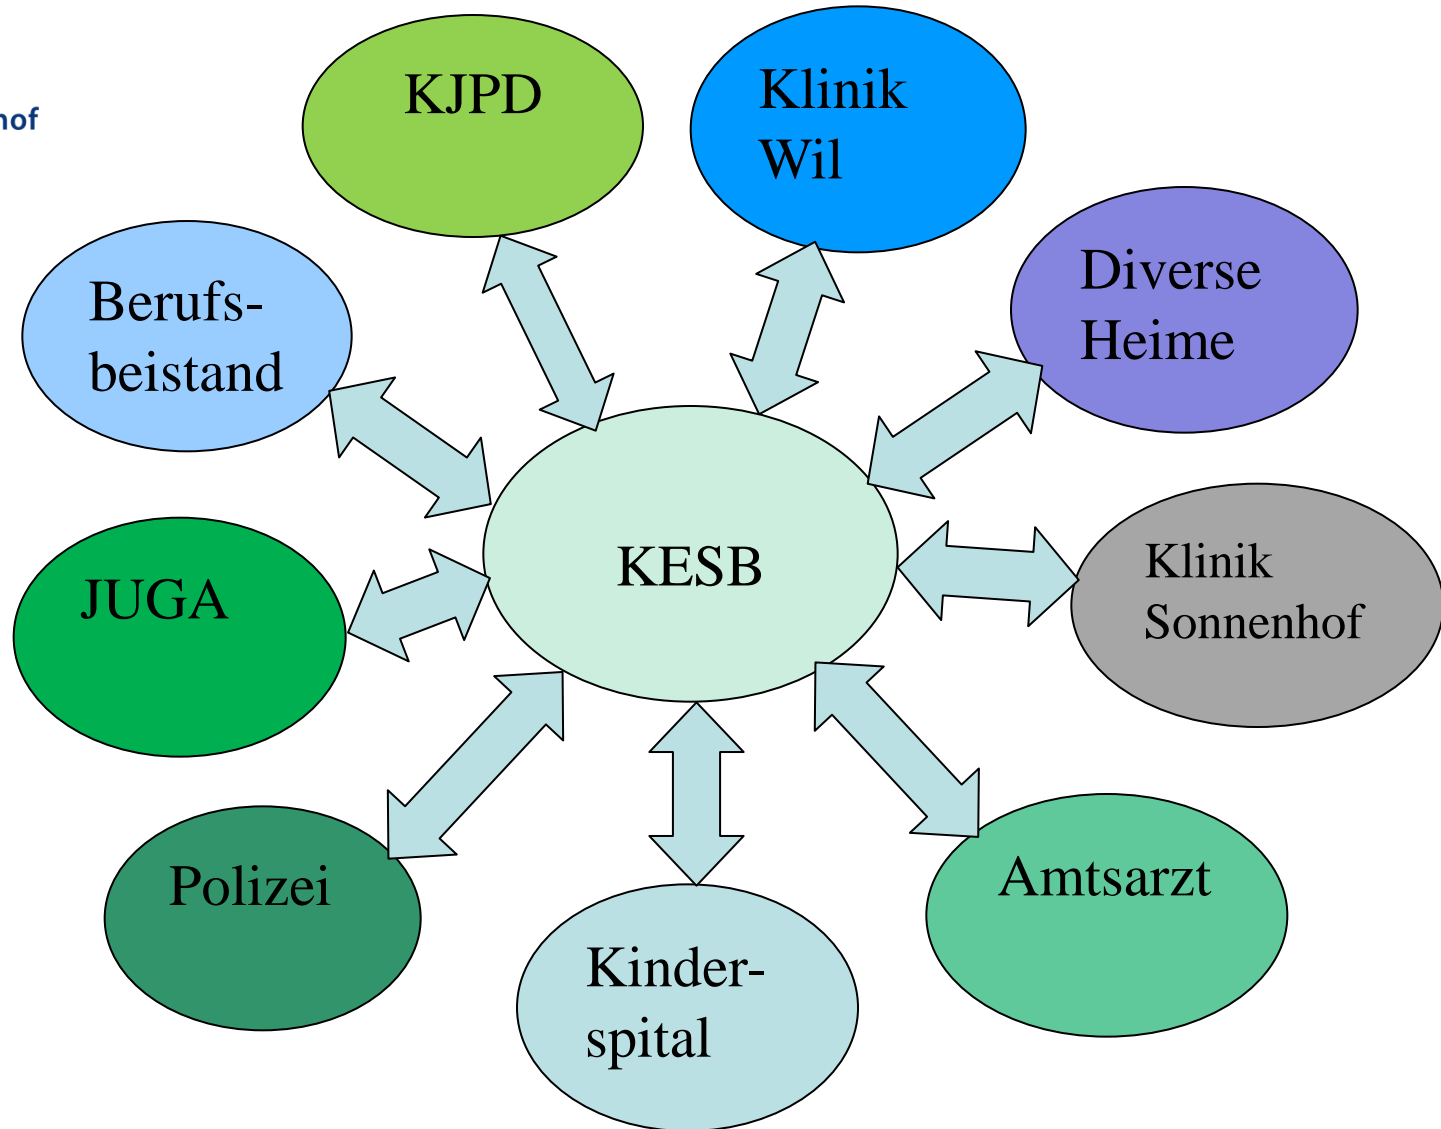 hof
KJPD
Klinik
Wil
Diverse
Heime
Berufs-
beistand
KESB
Klinik
Sonnenhof
JUGA
Polizei
Amtsarzt
Kinder-
spital